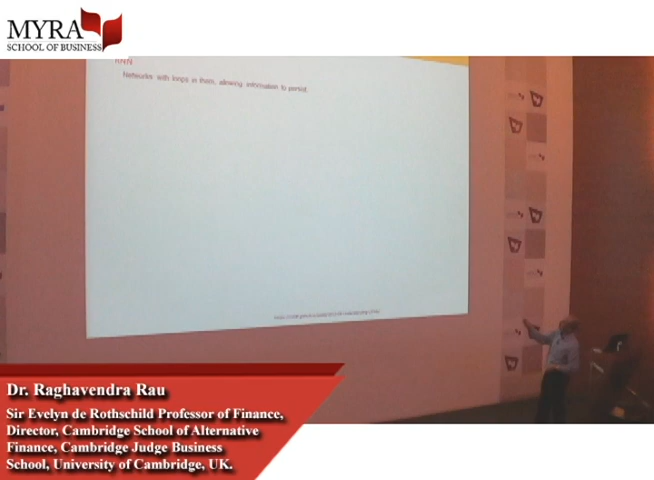 MYRA
SCHOOL OF BUSINESS
RNN
Networks with loops in them, allowing information to persist.
Dr. Raghavendra Rau
Sir Evelyn de Rothschild Professor of Finance,
Director, Cambridge School of Alternative
Finance, Cambridge Judge Business
School, University of Cambridge, UK.